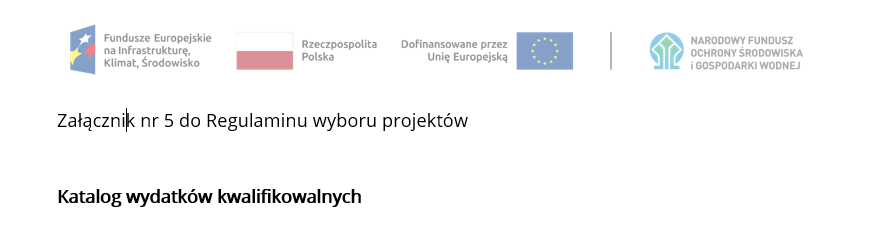 Fundusze Europejskie
na Infrastrukturę,
Klimat, Środowisko
Rzeczpospolita
Polska
Dofinansowane przez
Unię Europejską
NARODOWY FUNDUSZ
OCHRONY ŚRODOWISKA
i GOSPODARKI WODNEJ
Załącznik nr 5 do Regulaminu wyboru projektów
Katalog wydatków kwalifikowalnych